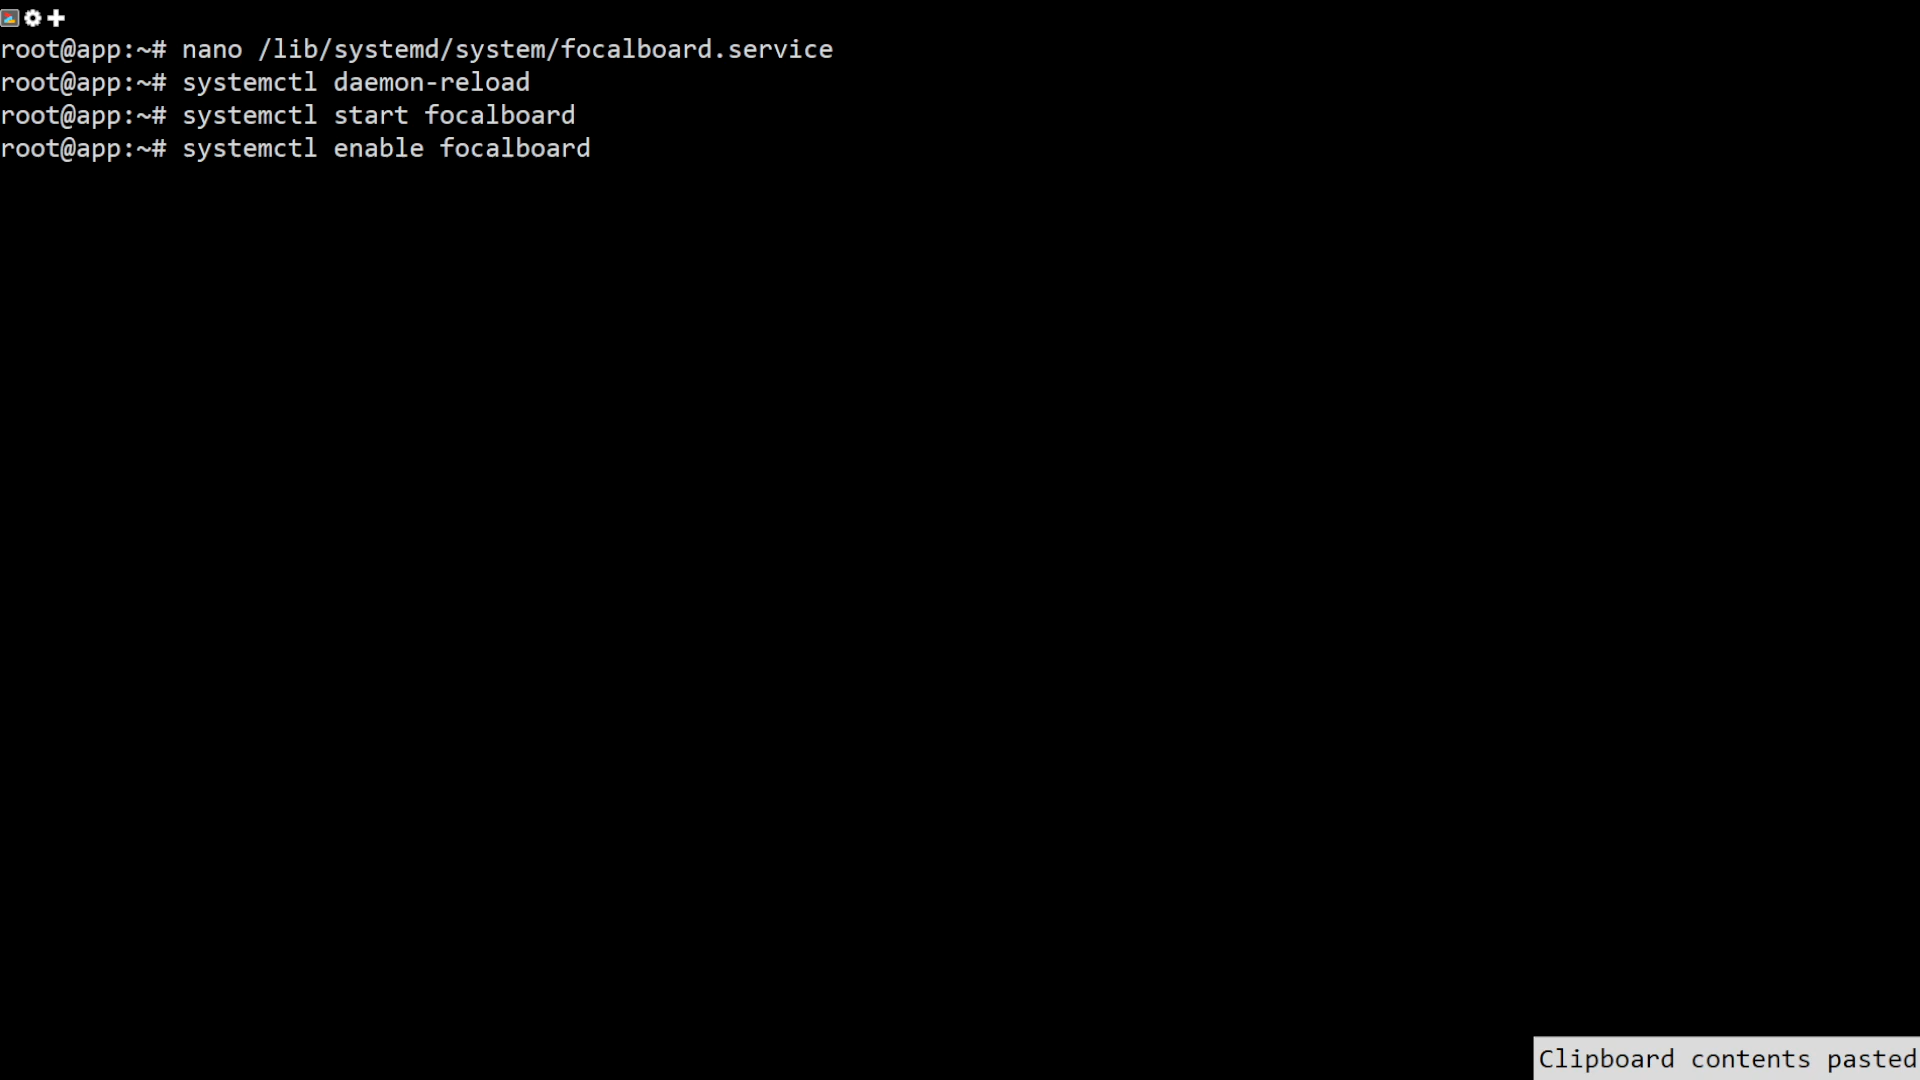 root@app:~# nano /lib/systemd/system/focalboard.service
root@app:~# systemctl daemon-reload
root@app:~# systemctl start focalboard
root@app:~# systemctl enable focalboard
Clipboard contents pasted